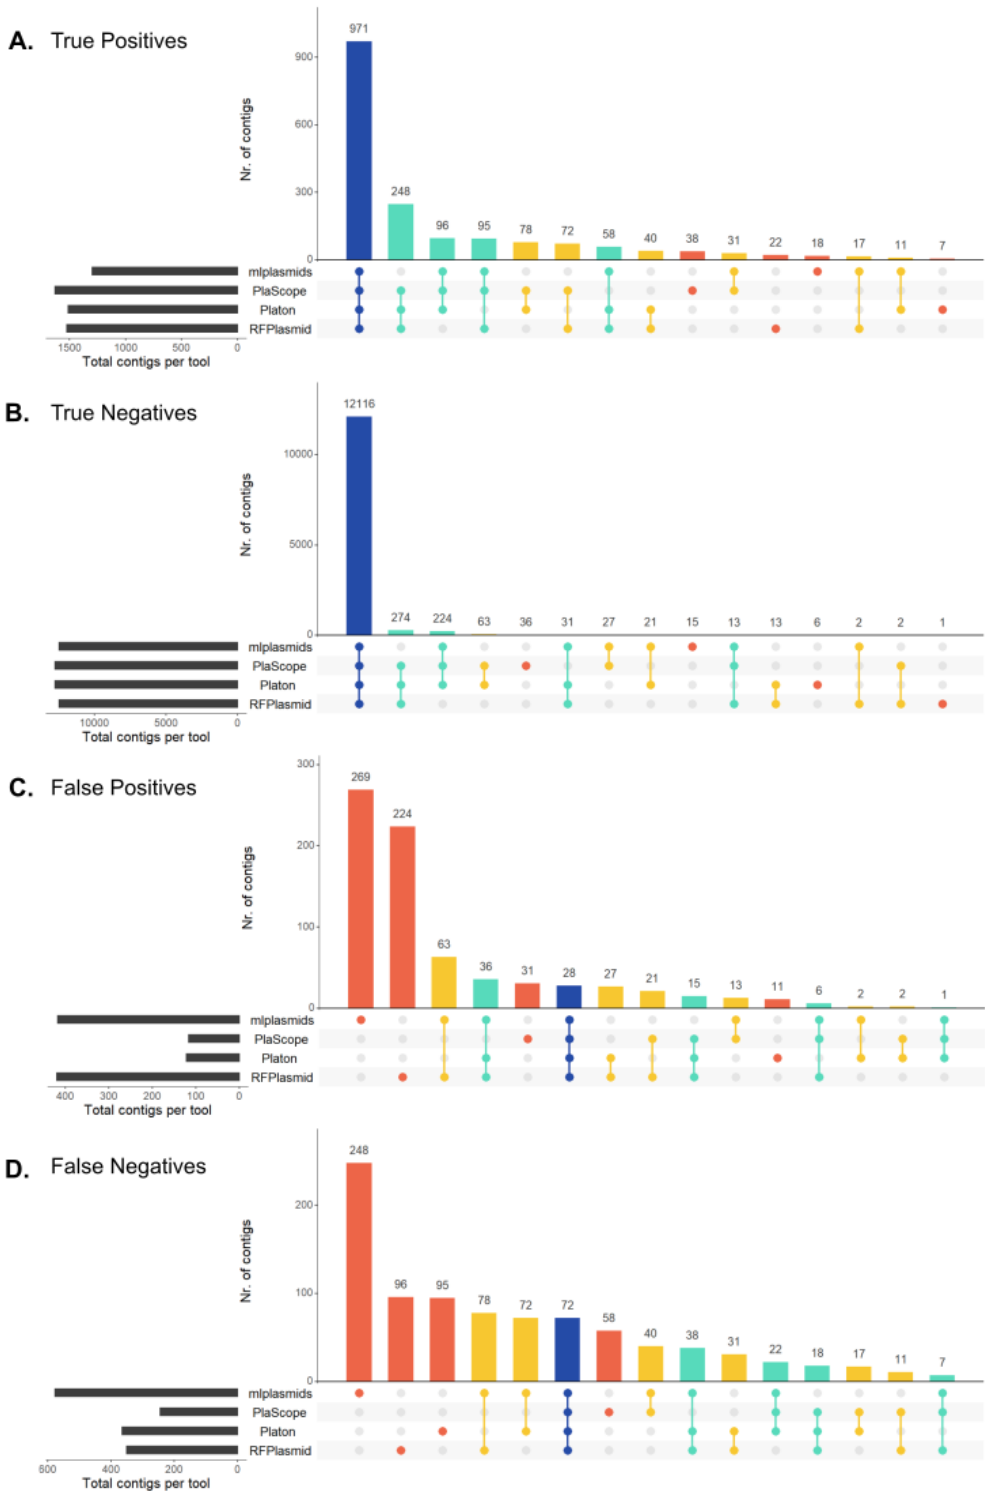 A. True Positives
971
900
600
300
0
Nr. of contigs
248
96
95
78
72
58
40
38
31
22
18
17
11
7
mlplasmids
PlaScope
Platon
RFPlasmid
1500 1000 500 0
Total contigs per tool
B. True Negatives
12116
10000
5000
0
Nr. of contigs
274
224
63
36
31
27
21
15
13
13
6
2
2
1
mlplasmids
PlaScope
Platon
RFPlasmid
10000 5000 0
Total contigs per tool
C. False Positives
300
200
100
0
Nr. of contigs
269
224
63
36
31
28
27
21
15
13
11
6
2
2
1
mlplasmids
PlaScope
Platon
RFPlasmid
400 300 200 100 0
Total contigs per tool
D. False Negatives
200
100
0
Nr. of contigs
248
96
95
78
72
72
58
40
38
31
22
18
17
11
7
mlplasmids
PlaScope
Platon
RFPlasmid
600 400 200 0
Total contigs per tool